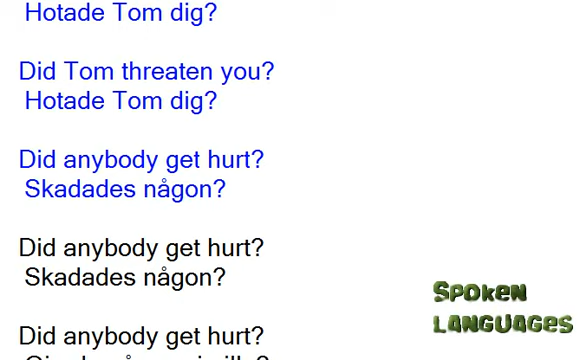 Hotade Tom dig?
Did Tom threaten you?
Hotade Tom dig?
Did anybody get hurt?
Skadades någon?
Did anybody get hurt?
Skadades någon?
Did anybody get hurt?
SPOKEN
LANGUAGES